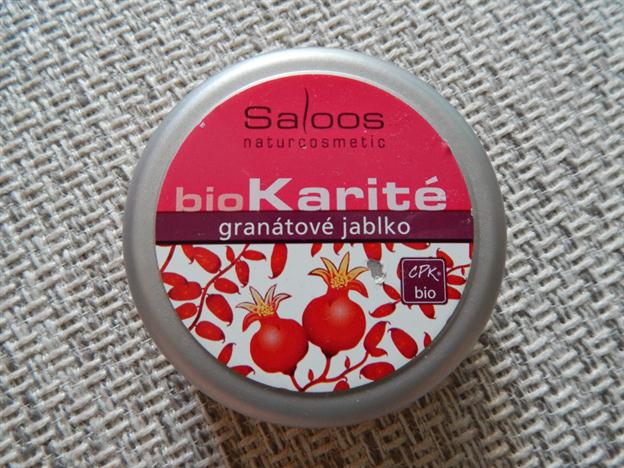 Saloos
naturcosmetic
bioKarité
granátové jablko
CPK®
bio